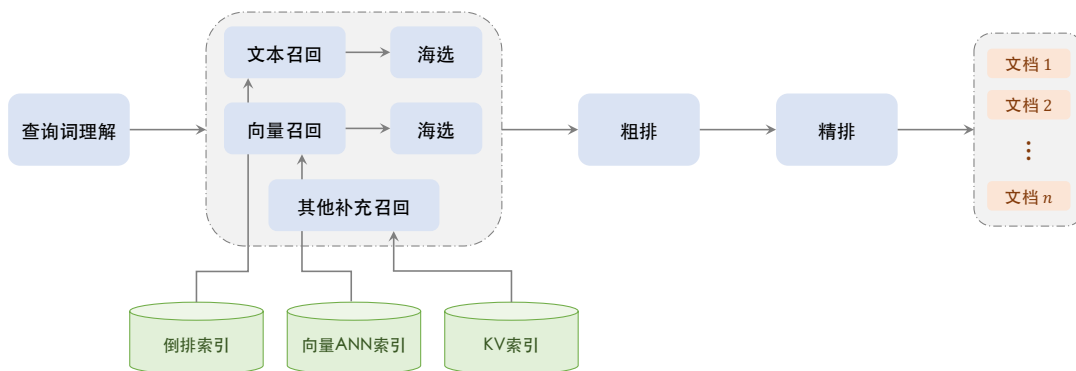 查询词理解
文本召回
海选
向量召回
海选
其他补充召回
倒排索引
向量ANN索引
KV索引
粗排
精排
文档 1
文档 2
⋮
文档 n